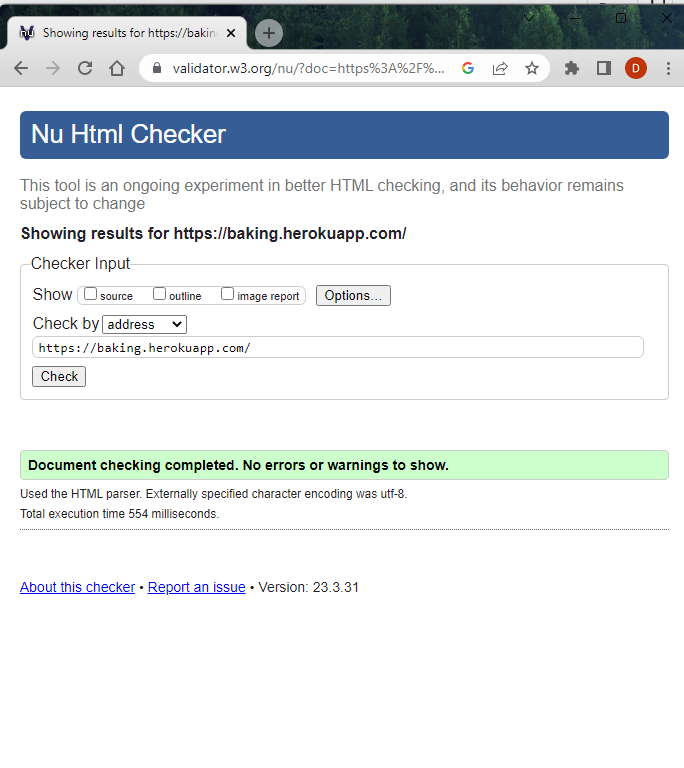 Showing results for https://bakin
validator.w3.org/nu/?doc=https%3A%2F%...
D
Nu Html Checker
This tool is an ongoing experiment in better HTML checking, and its behavior remains
subject to change
Showing results for https://baking.herokuapp.com/
Checker Input
Show source outline image report Options...
Check by address
https://baking.herokuapp.com/
Check
Document checking completed. No errors or warnings to show.
Used the HTML parser. Externally specified character encoding was utf-8.
Total execution time 554 milliseconds.
About this checker • Report an issue • Version: 23.3.31